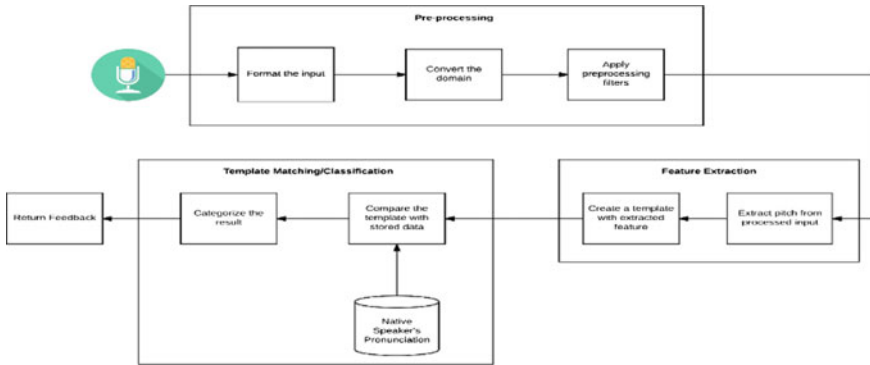 Pre-processing
Format the input
Convert the
domain
Apply
preprocessing
filters
Template Matching/Classification
Feature Extraction
Return Feedback
Categorize the
result
Compare the
template with
stored data
Create a template
with extracted
feature
Extract pitch from
processed input
Native
Speaker's
Pronunciation